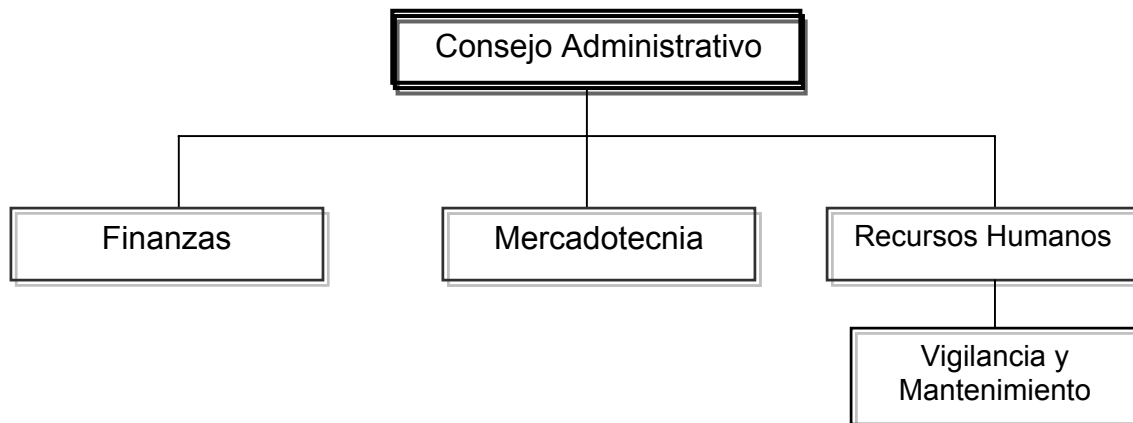 Consejo Administrativo
Finanzas
Mercadotecnia
Recursos Humanos
Vigilancia y
Mantenimiento